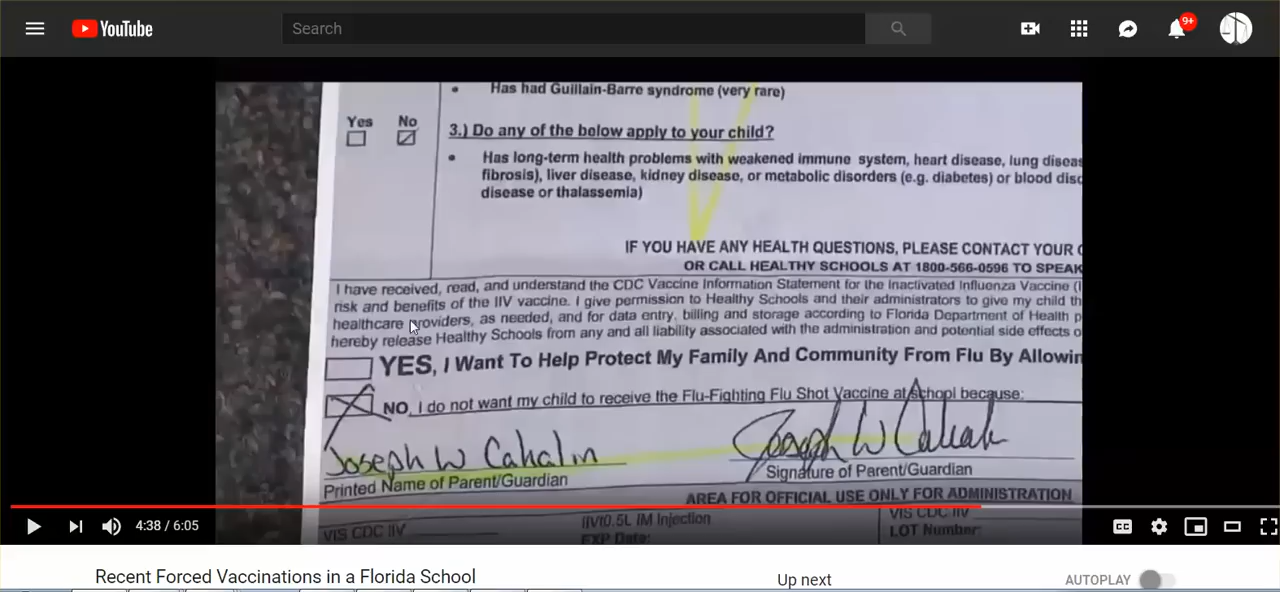 YouTube
Search
9+
• Has had Guillain-Barre syndrome (very rare)
Yes No
3.) Do any of the below apply to your child?
• Has long-term health problems with weakened immune system, heart disease, lung diseas
fibrosis), liver disease, kidney disease, or metabolic disorders (e.g. diabetes) or blood diso
disease or thalassemia)
IF YOU HAVE ANY HEALTH QUESTIONS, PLEASE CONTACT YOUR
OR CALL HEALTHY SCHOOLS AT 1800-566-0596 TO SPEAK
I have received, read, and understand the CDC Vaccine Information Statement for the Inactivated Influenza Vaccine (I
risk and benefits of the IIV vaccine. I give permission to Healthy Schools and their administrators to give my child th
healthcare providers, as needed, and for data entry, billing and storage according to Florida Department of Health p
hereby release Healthy Schools from any and all liability associated with the administration and potential side effects o
YES, I Want To Help Protect My Family And Community From Flu By Allowin
NO, I do not want my child to receive the Flu-Fighting Flu Shot Vaccine at school because:
Joseph W Cahalin Joseph W Cahalin
Printed Name of Parent/Guardian Signature of Parent/Guardian
AREA FOR OFFICIAL USE ONLY FOR ADMINISTRATION
VIS CDC IIV IIV10.5L IM Injection VIS CDC IIV
EXP Date: LOT Number:
4:38 / 6:05
CC
Recent Forced Vaccinations in a Florida School
Up next
AUTOPLAY